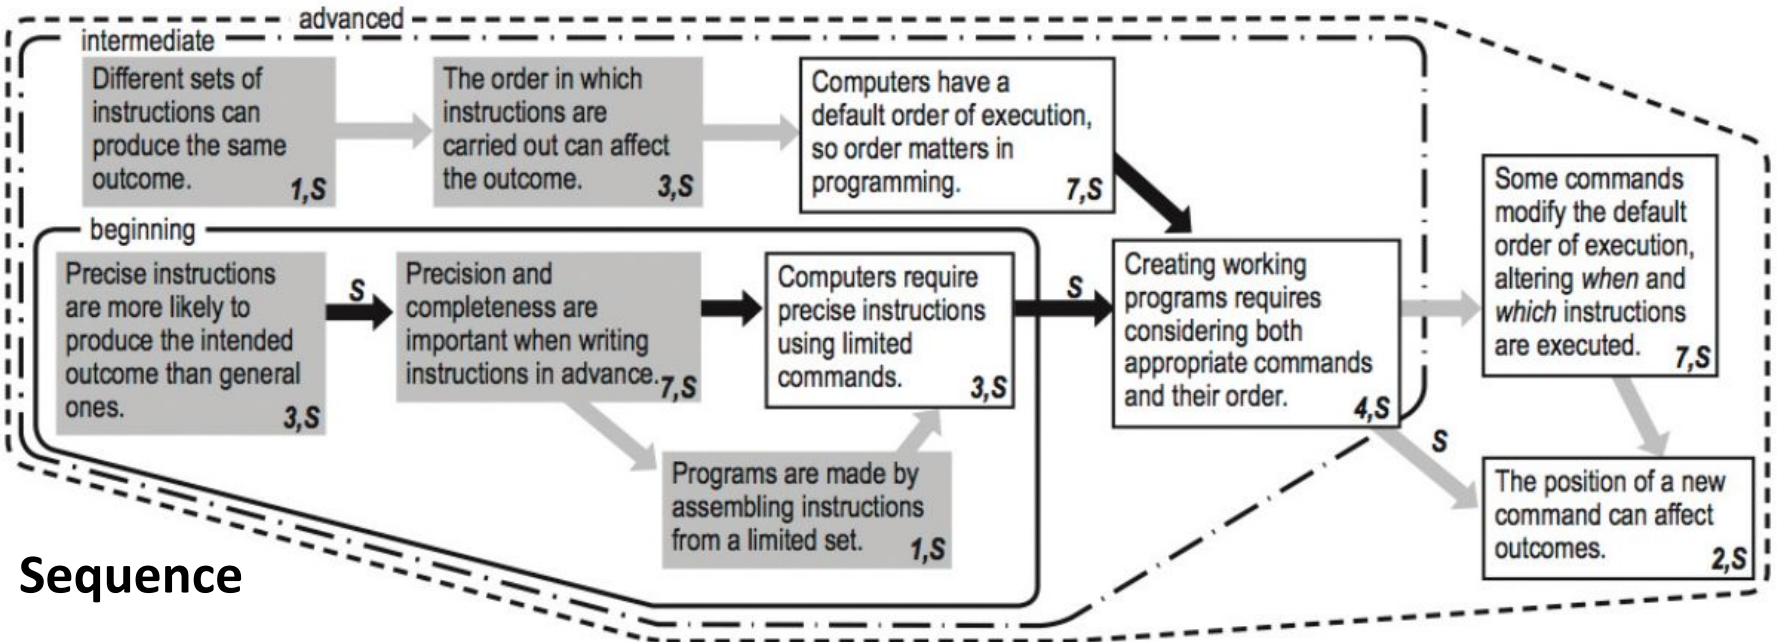 advanced
intermediate
Different sets of
instructions can
produce the same
outcome.
1,S
The order in which
instructions are
carried out can affect
the outcome.
3,S
Computers have a
default order of execution,
so order matters in
programming.
7,S
beginning
Precise instructions
are more likely to
produce the intended
outcome than general
ones.
3,S
S
Precision and
completeness are
important when writing
instructions in advance.
7,S
Computers require
precise instructions
using limited
commands.
3,S
S
Programs are made by
assembling instructions
from a limited set.
1,S
Creating working
programs requires
considering both
appropriate commands
and their order.
4,S
S
Some commands
modify the default
order of execution,
altering when and
which instructions
are executed.
7,S
The position of a new
command can affect
outcomes.
2,S
Sequence